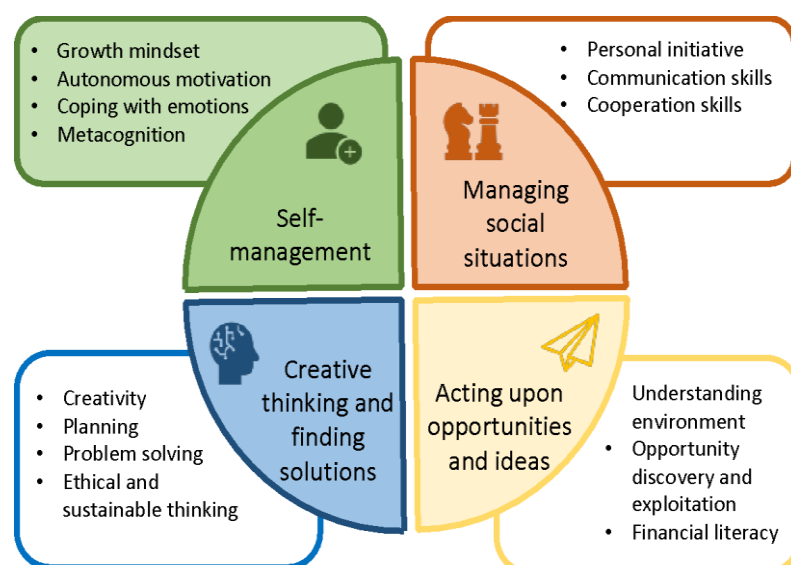 • Growth mindset
• Autonomous motivation
• Coping with emotions
• Metacognition
Self-
management
• Personal initiative
• Communication skills
• Cooperation skills
Managing
social
situations
• Creativity
• Planning
• Problem solving
• Ethical and
sustainable thinking
Creative
thinking and
finding
solutions
Acting upon
opportunities
and ideas
Understanding
environment
• Opportunity
discovery and
exploitation
• Financial literacy